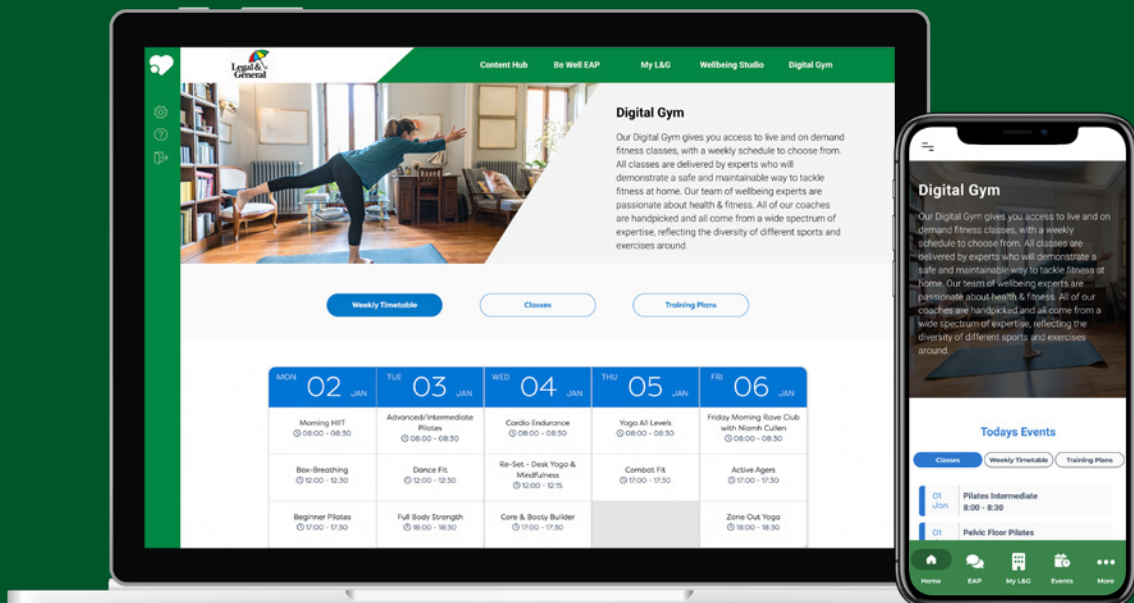 Legal &
General
Content Hub
Be Well EAP
My L&G
Wellbeing Studio
Digital Gym
Digital Gym
Our Digital Gym gives you access to live and on demand
fitness classes, with a weekly schedule to choose from.
All classes are delivered by experts who will
demonstrate a safe and maintainable way to tackle
fitness at home. Our team of wellbeing experts are
passionate about health & fitness. All of our coaches
are handpicked and all come from a wide spectrum of
expertise, reflecting the diversity of different sports and
exercises around.
Weekly Timetable
Classes
Training Plans
MON 02 JAN
TUE 03 JAN
WED 04 JAN
THU 05 JAN
FRI 06 JAN
Morning HIIT
08:00 - 08:30
Advanced/Intermediate
Pilates
08:00 - 08:30
Cardio Endurance
08:00 - 08:30
Yoga All Levels
08:00 - 08:30
Friday Morning Rave Club
with Niamh Cullen
08:00 - 08:30
Box-Breathing
12:00 - 12:30
Dance Fit
12:00 - 12:30
Re-Set - Desk Yoga &
Mindfulness
12:00 - 12:15
Combat Fit
17:00 - 17:30
Active Agers
17:00 - 17:30
Beginner Pilates
17:00 - 17:30
Full Body Strength
18:00 - 18:30
Core & Booty Builder
17:00 - 17:30
Zone Out Yoga
18:00 - 18:30
Digital Gym
Our Digital Gym gives you access to live and on
demand fitness classes, with a weekly
schedule to choose from. All classes are
delivered by experts who will demonstrate a
safe and maintainable way to tackle fitness at
home. Our team of wellbeing experts are
passionate about health & fitness. All of our
coaches are handpicked and all come from a
wide spectrum of expertise, reflecting the
diversity of different sports and exercises
around.
Todays Events
Classes
Weekly Timetable
Training Plans
01
Jan
Pilates Intermediate
8:00 - 8:30
01
Pelvic Floor Pilates
Home
EAP
My L&G
Events
More